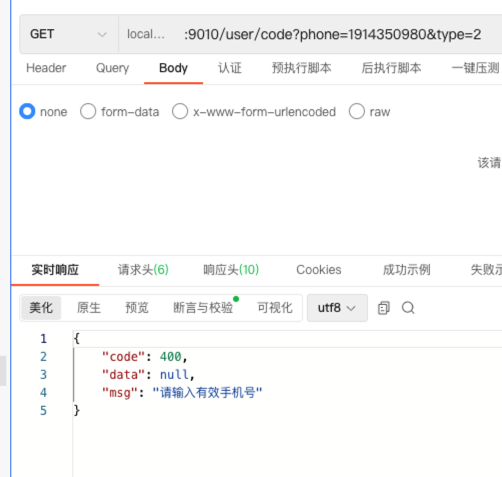 GET local... :9010/user/code?phone=1914350980&type=2
Header Query Body 认证 预执行脚本 后执行脚本 一键压测
none form-data x-www-form-urlencoded raw
该请
实时响应 请求头(6) 响应头(10) Cookies 成功示例 失败示
美化 原生 预览 断言与校验 可视化 utf8
1 {
2 "code": 400,
3 "data": null,
4 "msg": "请输入有效手机号"
5 }